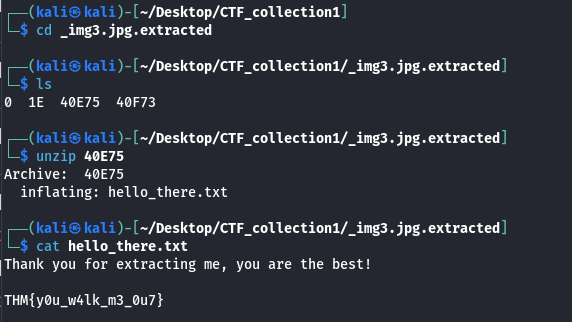 ┌──(kali㉿kali)-[~/Desktop/CTF_collection1]
└─$ cd _img3.jpg.extracted
┌──(kali㉿kali)-[~/Desktop/CTF_collection1/_img3.jpg.extracted]
└─$ ls
0  1E  40E75  40F73
┌──(kali㉿kali)-[~/Desktop/CTF_collection1/_img3.jpg.extracted]
└─$ unzip 40E75
Archive:  40E75
  inflating: hello_there.txt
┌──(kali㉿kali)-[~/Desktop/CTF_collection1/_img3.jpg.extracted]
└─$ cat hello_there.txt
Thank you for extracting me, you are the best!
THM{y0u_w4lk_m3_0u7}